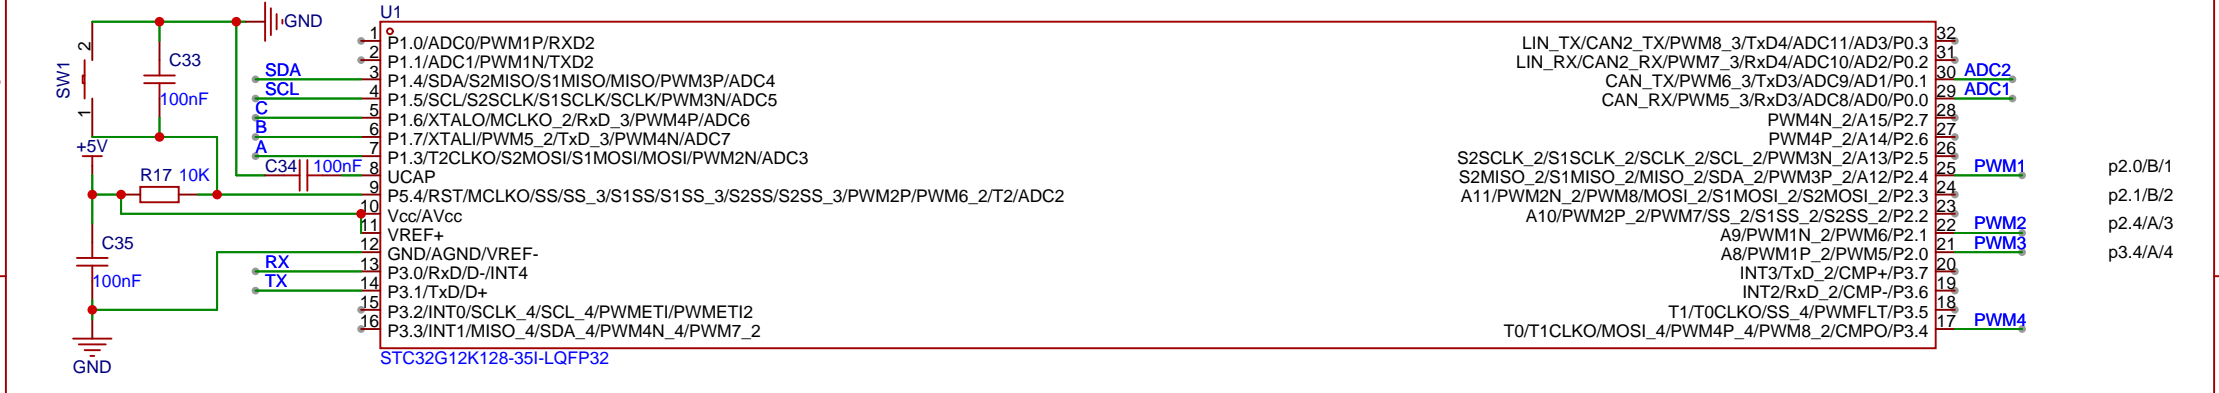 U1
GND
2
SW1
1
C33
100nF
+5V
R17 10K
C34 100nF
C35
100nF
GND
SDA
SCL
C
B
A
RX
TX
1 P1.0/ADC0/PWM1P/RXD2
2 P1.1/ADC1/PWM1N/TXD2
3 P1.4/SDA/S2MISO/S1MISO/MISO/PWM3P/ADC4
4 P1.5/SCL/S2SCLK/S1SCLK/SCLK/PWM3N/ADC5
5 P1.6/XTALO/MCLKO_2/RxD_3/PWM4P/ADC6
6 P1.7/XTALI/PWM5_2/TxD_3/PWM4N/ADC7
7 P1.3/T2CLKO/S2MOSI/S1MOSI/MOSI/PWM2N/ADC3
8 UCAP
9 P5.4/RST/MCLKO/SS/SS_3/S1SS/S1SS_3/S2SS/S2SS_3/PWM2P/PWM6_2/T2/ADC2
10 Vcc/AVcc
11 VREF+
12 GND/AGND/VREF-
13 P3.0/RxD/D-/INT4
14 P3.1/TxD/D+
15 P3.2/INT0/SCLK_4/SCL_4/PWMETI/PWMETI2
16 P3.3/INT1/MISO_4/SDA_4/PWM4N_4/PWM7_2
LIN_TX/CAN2_TX/PWM8_3/TxD4/ADC11/AD3/P0.3 32
LIN_RX/CAN2_RX/PWM7_3/RxD4/ADC10/AD2/P0.2 31
CAN_TX/PWM6_3/TxD3/ADC9/AD1/P0.1 30 ADC2
CAN_RX/PWM5_3/RxD3/ADC8/AD0/P0.0 29 ADC1
PWM4N_2/A15/P2.7 28
PWM4P_2/A14/P2.6 27
S2SCLK_2/S1SCLK_2/SCLK_2/SCL_2/PWM3N_2/A13/P2.5 26
S2MISO_2/S1MISO_2/MISO_2/SDA_2/PWM3P_2/A12/P2.4 25 PWM1
A11/PWM2N_2/PWM8/MOSI_2/S1MOSI_2/S2MOSI_2/P2.3 24
A10/PWM2P_2/PWM7/SS_2/S1SS_2/S2SS_2/P2.2 23
A9/PWM1N_2/PWM6/P2.1 22 PWM2
A8/PWM1P_2/PWM5/P2.0 21 PWM3
INT3/TxD_2/CMP+/P3.7 20
INT2/RxD_2/CMP-/P3.6 19
T1/T0CLKO/SS_4/PWMFLT/P3.5 18
T0/T1CLKO/MOSI_4/PWM4P_4/PWM8_2/CMPO/P3.4 17 PWM4
STC32G12K128-35I-LQFP32
p2.0/B/1
p2.1/B/2
p2.4/A/3
p3.4/A/4